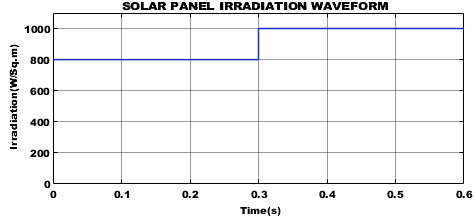 SOLAR PANEL IRRADIATION WAVEFORM
1000
800
600
400
200
0
Irradiation(W/Sq.m)
0 0.1 0.2 0.3 0.4 0.5 0.6
Time(s)